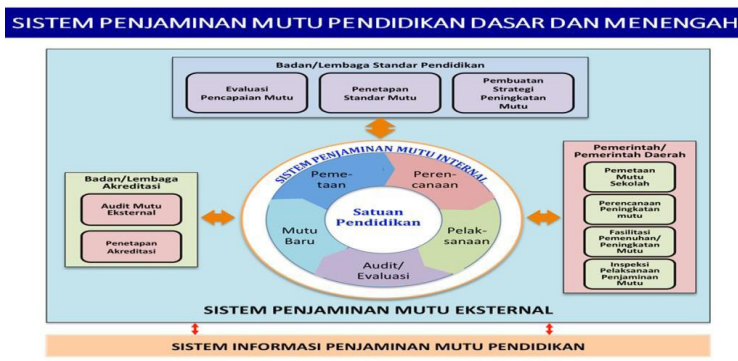 SISTEM PENJAMINAN MUTU PENDIDIKAN DASAR DAN MENENGAH
Badan/Lembaga Standar Pendidikan
Evaluasi
Pencapaian Mutu
Penetapan
Standar Mutu
Pembuatan
Strategi
Peningkatan
Mutu
Badan/Lembaga
Akreditasi
Audit Mutu
Eksternal
Penetapan
Akreditasi
SISTEM PENJAMINAN MUTU INTERNAL
Peme-
taan
Peren-
canaan
Pelak-
sanaan
Audit/
Evaluasi
Mutu
Baru
Satuan
Pendidikan
Pemerintah/
Pemerintah Daerah
Pemetaan
Mutu
Sekolah
Perencanaan
Peningkatan
mutu
Fasilitasi
Pemenuhan/
Peningkatan
Mutu
Inspeksi
Pelaksanaan
Penjaminan
Mutu
SISTEM PENJAMINAN MUTU EKSTERNAL
SISTEM INFORMASI PENJAMINAN MUTU PENDIDIKAN